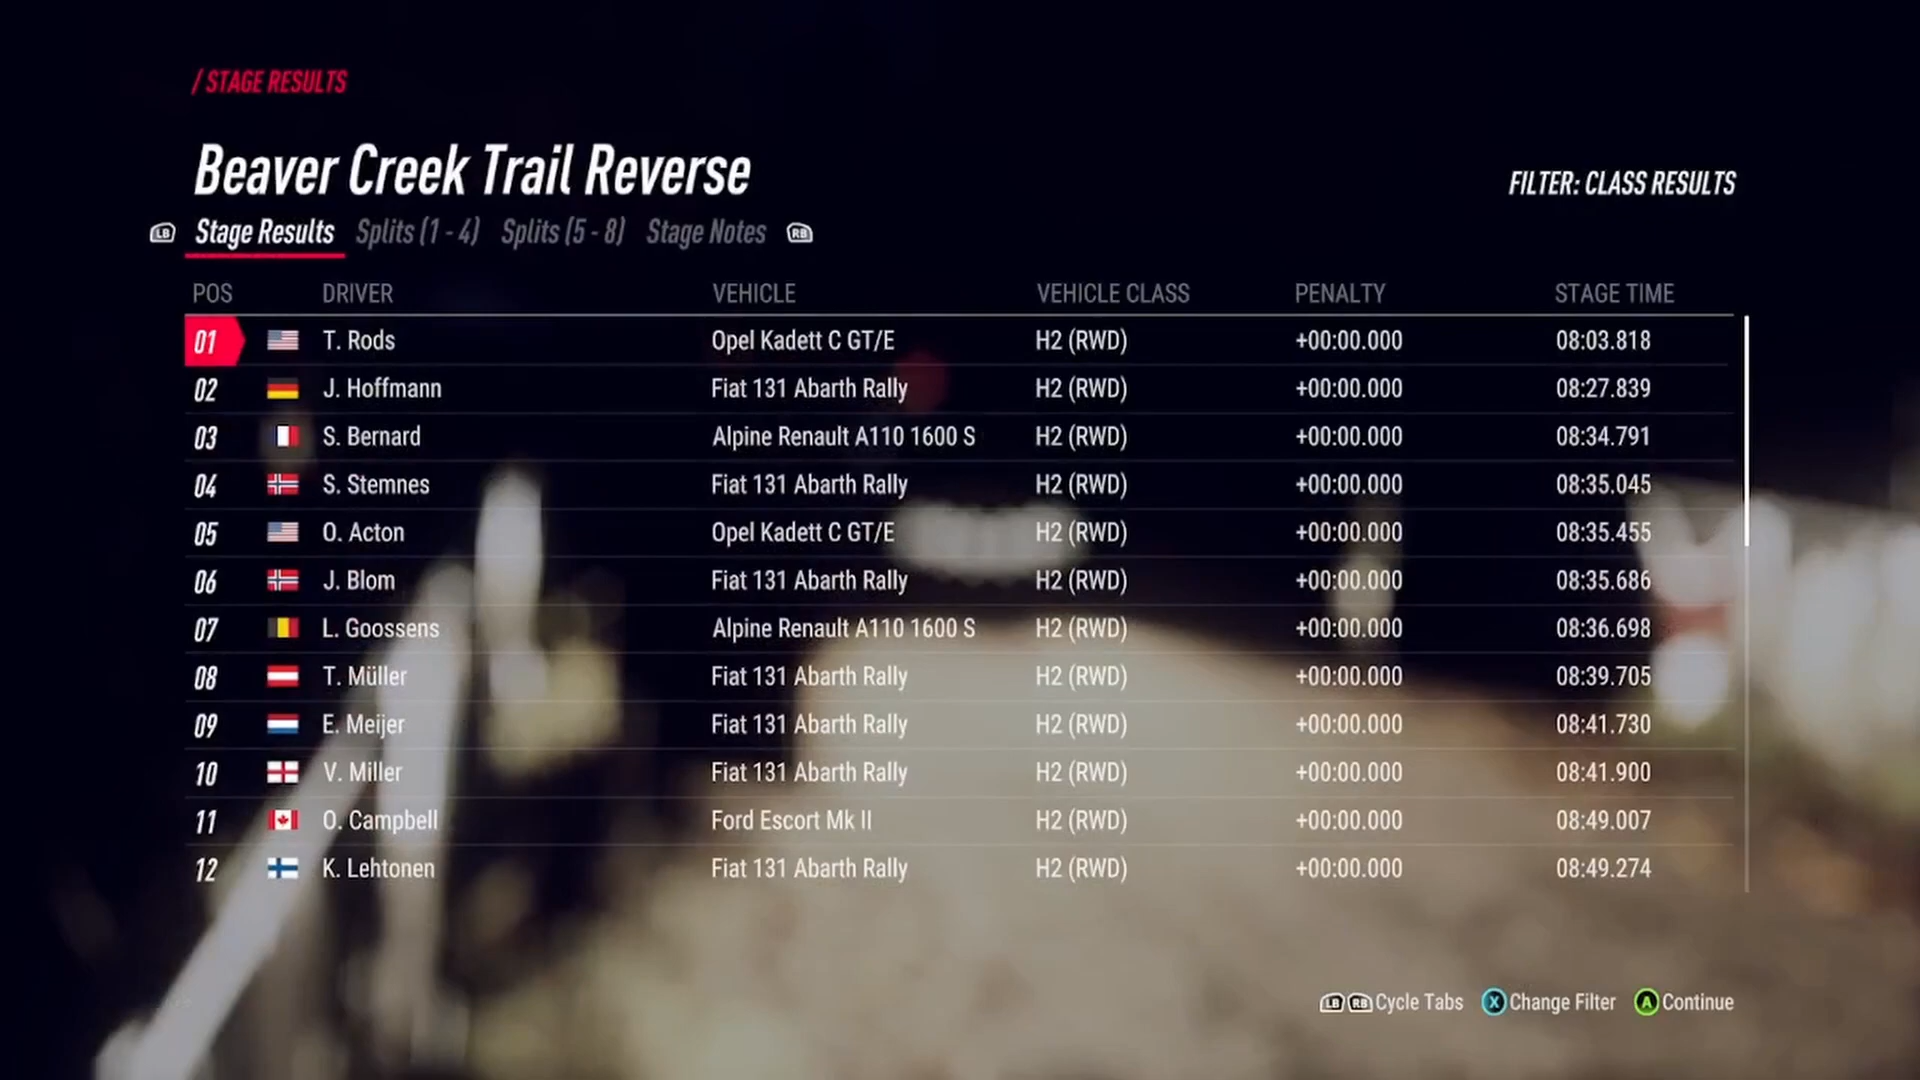 / STAGE RESULTS
Beaver Creek Trail Reverse
FILTER: CLASS RESULTS
LB Stage Results Splits (1 - 4) Splits (5 - 8) Stage Notes RB
POS DRIVER VEHICLE VEHICLE CLASS PENALTY STAGE TIME
01 T. Rods Opel Kadett C GT/E H2 (RWD) +00:00.000 08:03.818
02 J. Hoffmann Fiat 131 Abarth Rally H2 (RWD) +00:00.000 08:27.839
03 S. Bernard Alpine Renault A110 1600 S H2 (RWD) +00:00.000 08:34.791
04 S. Stemnes Fiat 131 Abarth Rally H2 (RWD) +00:00.000 08:35.045
05 O. Acton Opel Kadett C GT/E H2 (RWD) +00:00.000 08:35.455
06 J. Blom Fiat 131 Abarth Rally H2 (RWD) +00:00.000 08:35.686
07 L. Goossens Alpine Renault A110 1600 S H2 (RWD) +00:00.000 08:36.698
08 T. Müller Fiat 131 Abarth Rally H2 (RWD) +00:00.000 08:39.705
09 E. Meijer Fiat 131 Abarth Rally H2 (RWD) +00:00.000 08:41.730
10 V. Miller Fiat 131 Abarth Rally H2 (RWD) +00:00.000 08:41.900
11 O. Campbell Ford Escort Mk II H2 (RWD) +00:00.000 08:49.007
12 K. Lehtonen Fiat 131 Abarth Rally H2 (RWD) +00:00.000 08:49.274
LB RB Cycle Tabs X Change Filter A Continue